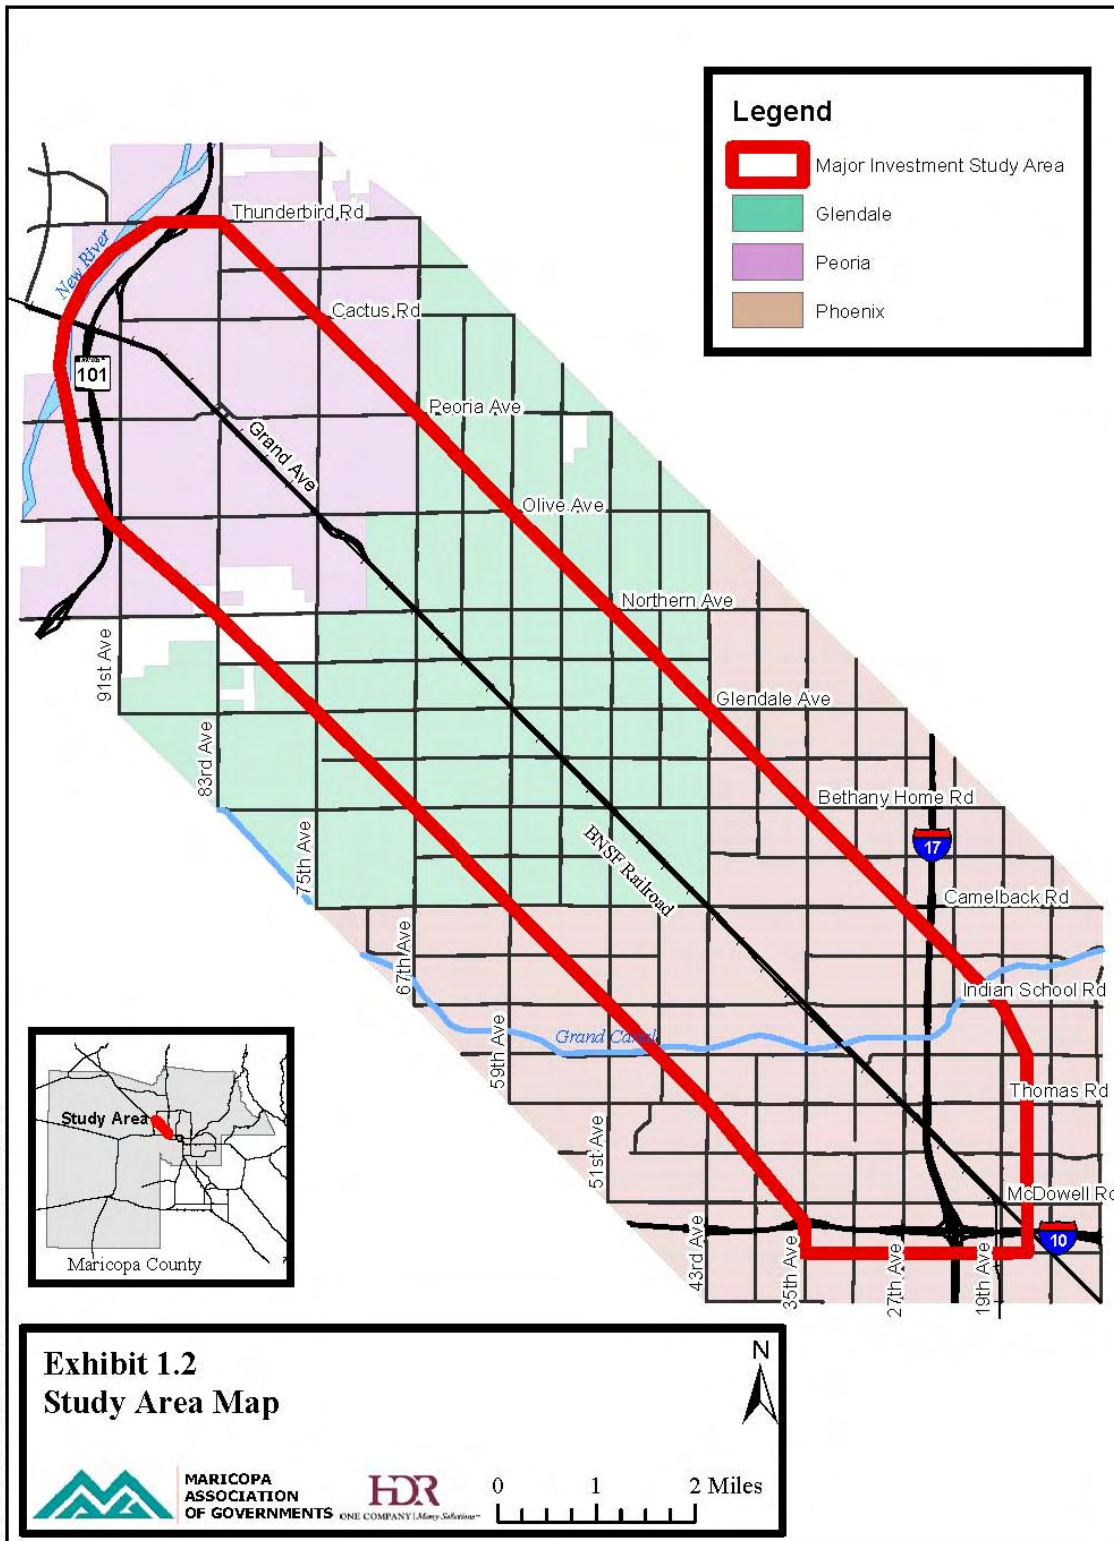 Legend
Major Investment Study Area
Glendale
Peoria
Phoenix
Thunderbird Rd
New River
Cactus Rd
101
Peoria Ave
Grand Ave
Olive Ave
Northern Ave
91st Ave
Glendale Ave
83rd Ave
Bethany Home Rd
BNSF Railroad
17
75th Ave
Camelback Rd
67th Ave
Indian School Rd
Grand Canal
59th Ave
Thomas Rd
51st Ave
McDowell Rd
43rd Ave
35th Ave
27th Ave
19th Ave
10
Study Area
Maricopa County
Exhibit 1.2
Study Area Map
N
MARICOPA
ASSOCIATION
OF GOVERNMENTS
HDR
ONE COMPANY | Many Solutions
0 1 2 Miles